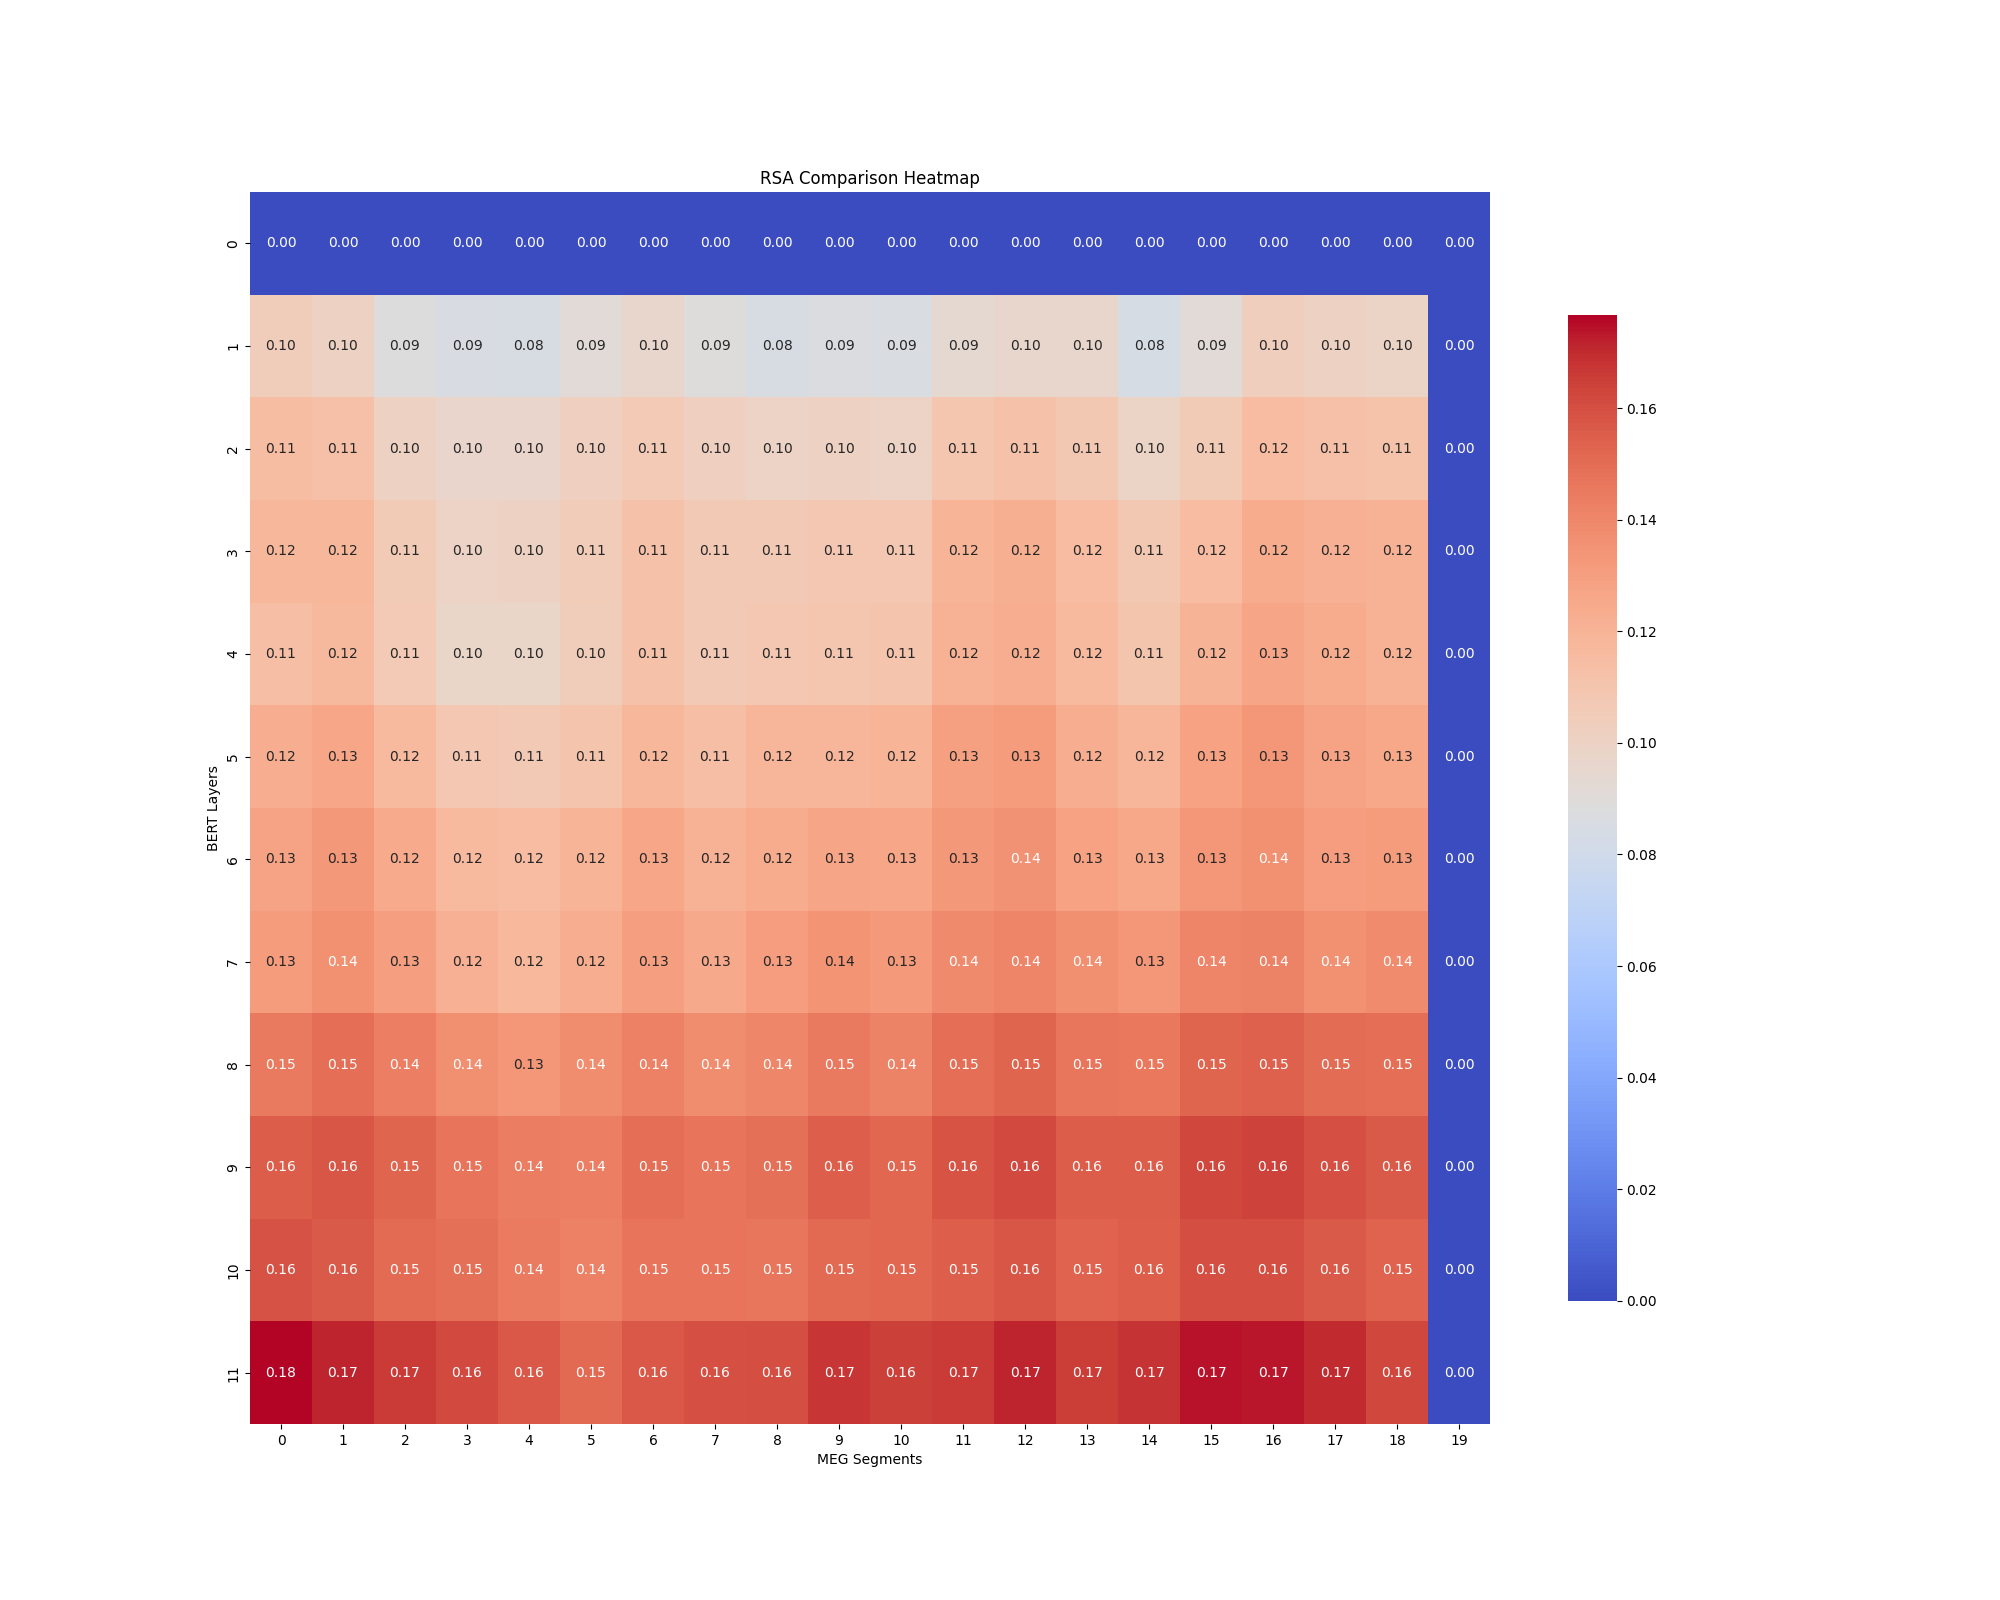 RSA Comparison Heatmap
0 0.00 0.00 0.00 0.00 0.00 0.00 0.00 0.00 0.00 0.00 0.00 0.00 0.00 0.00 0.00 0.00 0.00 0.00 0.00 0.00
1 0.10 0.10 0.09 0.09 0.08 0.09 0.10 0.09 0.08 0.09 0.09 0.09 0.10 0.10 0.08 0.09 0.10 0.10 0.10 0.00
2 0.11 0.11 0.10 0.10 0.10 0.10 0.11 0.10 0.10 0.10 0.10 0.11 0.11 0.11 0.10 0.11 0.12 0.11 0.11 0.00
3 0.12 0.12 0.11 0.10 0.10 0.11 0.11 0.11 0.11 0.11 0.11 0.12 0.12 0.12 0.11 0.12 0.12 0.12 0.12 0.00
4 0.11 0.12 0.11 0.10 0.10 0.10 0.11 0.11 0.11 0.11 0.11 0.12 0.12 0.12 0.11 0.12 0.13 0.12 0.12 0.00
5 0.12 0.13 0.12 0.11 0.11 0.11 0.12 0.11 0.12 0.12 0.12 0.13 0.13 0.12 0.12 0.13 0.13 0.13 0.13 0.00
6 0.13 0.13 0.12 0.12 0.12 0.12 0.13 0.12 0.12 0.13 0.13 0.13 0.14 0.13 0.13 0.13 0.14 0.13 0.13 0.00
7 0.13 0.14 0.13 0.12 0.12 0.12 0.13 0.13 0.13 0.14 0.13 0.14 0.14 0.14 0.13 0.14 0.14 0.14 0.14 0.00
8 0.15 0.15 0.14 0.14 0.13 0.14 0.14 0.14 0.14 0.15 0.14 0.15 0.15 0.15 0.15 0.15 0.15 0.15 0.15 0.00
9 0.16 0.16 0.15 0.15 0.14 0.14 0.15 0.15 0.15 0.16 0.15 0.16 0.16 0.16 0.16 0.16 0.16 0.16 0.16 0.00
10 0.16 0.16 0.15 0.15 0.14 0.14 0.15 0.15 0.15 0.15 0.15 0.15 0.16 0.15 0.16 0.16 0.16 0.16 0.15 0.00
11 0.18 0.17 0.17 0.16 0.16 0.15 0.16 0.16 0.16 0.17 0.16 0.17 0.17 0.17 0.17 0.17 0.17 0.17 0.16 0.00
0 1 2 3 4 5 6 7 8 9 10 11 12 13 14 15 16 17 18 19
MEG Segments
BERT Layers
0.16
0.14
0.12
0.10
0.08
0.06
0.04
0.02
0.00